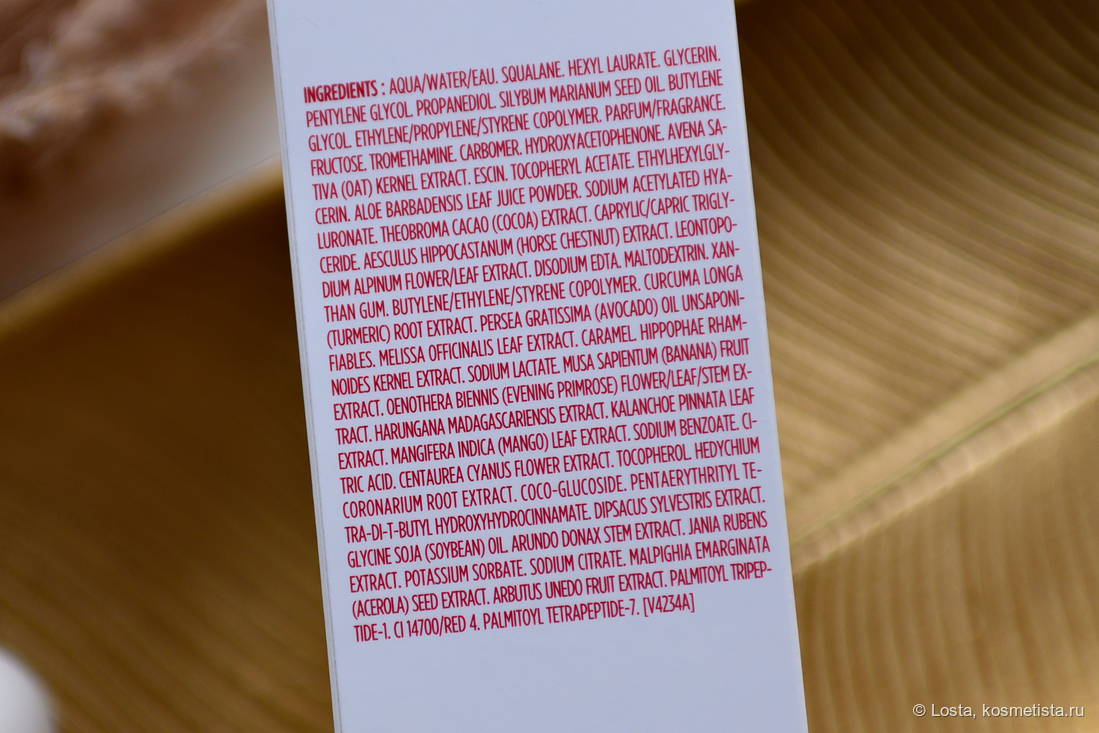 INGREDIENTS : AQUA/WATER/EAU. SQUALANE. HEXYL LAURATE. GLYCERIN.
PENTYLENE GLYCOL. PROPANEDIOL. SILYBUM MARIANUM SEED OIL. BUTYLENE
GLYCOL. ETHYLENE/PROPYLENE/STYRENE COPOLYMER. PARFUM/FRAGRANCE.
FRUCTOSE. TROMETHAMINE. CARBOMER. HYDROXYACETOPHENONE. AVENA SA-
TIVA (OAT) KERNEL EXTRACT. ESCIN. TOCOPHERYL ACETATE. ETHYLHEXYLGLY-
CERIN. ALOE BARBADENSIS LEAF JUICE POWDER. SODIUM ACETYLATED HYA-
LURONATE. THEOBROMA CACAO (COCOA) EXTRACT. CAPRYLIC/CAPRIC TRIGLY-
CERIDE. AESCULUS HIPPOCASTANUM (HORSE CHESTNUT) EXTRACT. LEONTOPO-
DIUM ALPINUM FLOWER/LEAF EXTRACT. DISODIUM EDTA. MALTODEXTRIN. XAN-
THAN GUM. BUTYLENE/ETHYLENE/STYRENE COPOLYMER. CURCUMA LONGA
(TURMERIC) ROOT EXTRACT. PERSEA GRATISSIMA (AVOCADO) OIL UNSAPONI-
FIABLES. MELISSA OFFICINALIS LEAF EXTRACT. CARAMEL. HIPPOPHAE RHAM-
NOIDES KERNEL EXTRACT. SODIUM LACTATE. MUSA SAPIENTUM (BANANA) FRUIT
EXTRACT. OENOTHERA BIENNIS (EVENING PRIMROSE) FLOWER/LEAF/STEM EX-
TRACT. HARUNGANA MADAGASCARIENSIS EXTRACT. KALANCHOE PINNATA LEAF
EXTRACT. MANGIFERA INDICA (MANGO) LEAF EXTRACT. SODIUM BENZOATE. CI-
TRIC ACID. CENTAUREA CYANUS FLOWER EXTRACT. TOCOPHEROL. HEDYCHIUM
CORONARIUM ROOT EXTRACT. COCO-GLUCOSIDE. PENTAERYTHRITYL TE-
TRA-DI-T-BUTYL HYDROXYHYDROCINNAMATE. DIPSACUS SYLVESTRIS EXTRACT.
GLYCINE SOJA (SOYBEAN) OIL. ARUNDO DONAX STEM EXTRACT. JANIA RUBENS
EXTRACT. POTASSIUM SORBATE. SODIUM CITRATE. MALPIGHIA EMARGINATA
(ACEROLA) SEED EXTRACT. ARBUTUS UNEDO FRUIT EXTRACT. PALMITOYL TRIPEP-
TIDE-1. CI 14700/RED 4. PALMITOYL TETRAPEPTIDE-7. [V4234A]
© Losta, kosmetista.ru